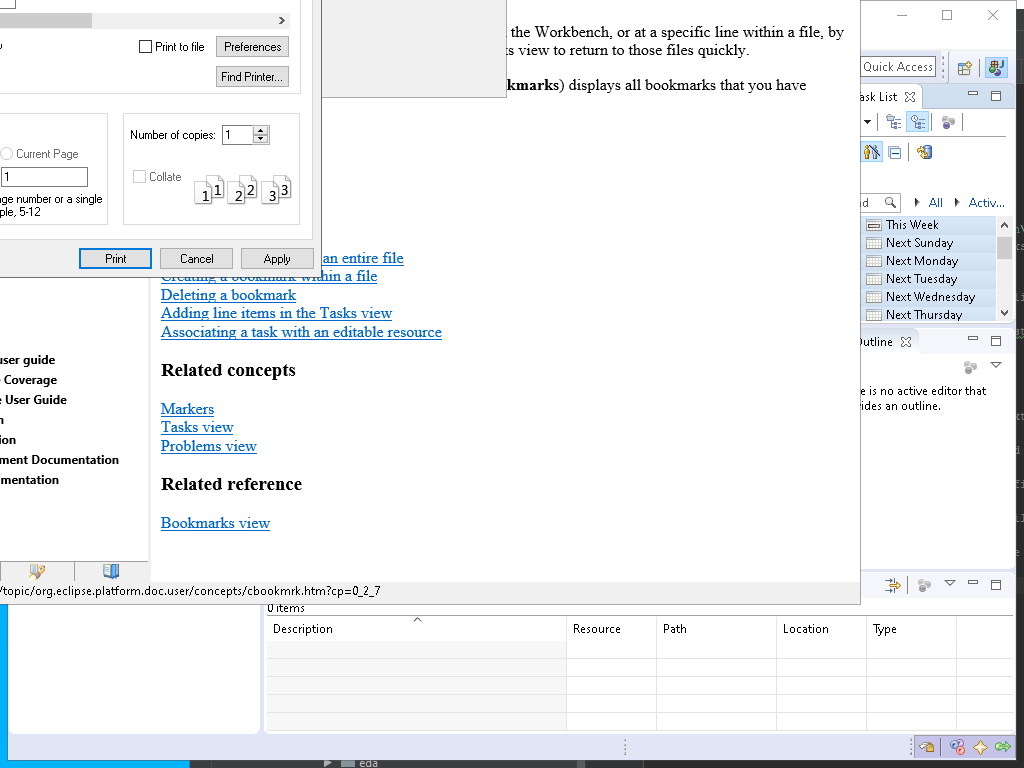 the Workbench, or at a specific line within a file, by
view to return to those files quickly.
kmarks) displays all bookmarks that you have
Print to file
Preferences
Find Printer...
Number of copies:
1
Current Page
1
Collate
1 1 2 2 3 3
age number or a single
ple, 5-12
Print
Cancel
Apply
an entire file
Creating a bookmark within a file
Deleting a bookmark
Adding line items in the Tasks view
Associating a task with an editable resource
Related concepts
Markers
Tasks view
Problems view
Related reference
Bookmarks view
user guide
Coverage
e User Guide
n
ion
ment Documentation
mentation
/topic/org.eclipse.platform.doc.user/concepts/cbookmrk.htm?cp=0_2_7
Quick Access
ask List
d
All
Activ...
This Week
Next Sunday
Next Monday
Next Tuesday
Next Wednesday
Next Thursday
Outline
e is no active editor that
ides an outline.
0 items
Description
Resource
Path
Location
Type
eda